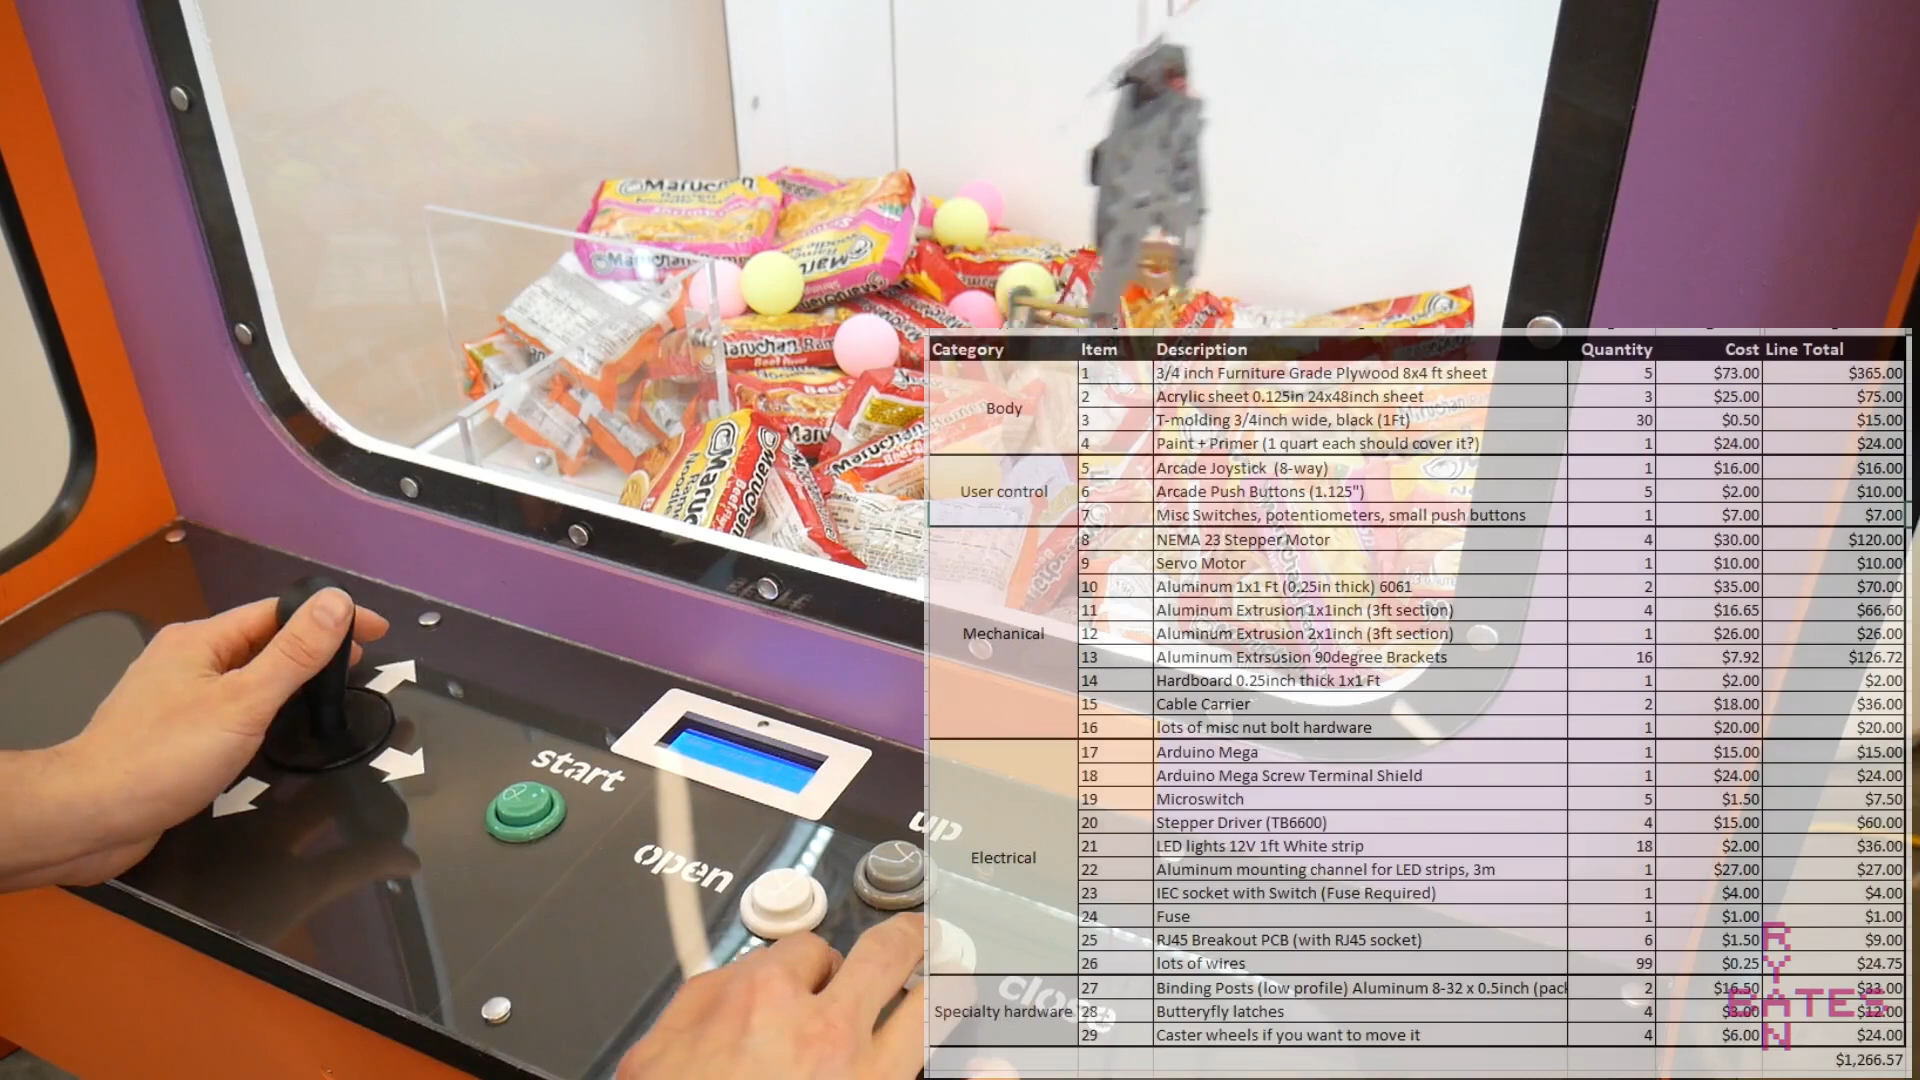 Maruchan
Maruchan
Maruchan
Maruchan
Maruchan
start
up
open
close
Category Item Description Quantity Cost Line Total
Body
1 3/4 inch Furniture Grade Plywood 8x4 ft sheet 5 $73.00 $365.00
2 Acrylic sheet 0.125in 24x48inch sheet 3 $25.00 $75.00
3 T-molding 3/4inch wide, black (1Ft) 30 $0.50 $15.00
4 Paint + Primer (1 quart each should cover it?) 1 $24.00 $24.00
User control
5 Arcade Joystick (8-way) 1 $16.00 $16.00
6 Arcade Push Buttons (1.125") 5 $2.00 $10.00
7 Misc Switches, potentiometers, small push buttons 1 $7.00 $7.00
Mechanical
8 NEMA 23 Stepper Motor 4 $30.00 $120.00
9 Servo Motor 1 $10.00 $10.00
10 Aluminum 1x1 Ft (0.25in thick) 6061 2 $35.00 $70.00
11 Aluminum Extrusion 1x1inch (3ft section) 4 $16.65 $66.60
12 Aluminum Extrusion 2x1inch (3ft section) 1 $26.00 $26.00
13 Aluminum Extrsusion 90degree Brackets 16 $7.92 $126.72
14 Hardboard 0.25inch thick 1x1 Ft 1 $2.00 $2.00
15 Cable Carrier 2 $18.00 $36.00
16 lots of misc nut bolt hardware 1 $20.00 $20.00
Electrical
17 Arduino Mega 1 $15.00 $15.00
18 Arduino Mega Screw Terminal Shield 1 $24.00 $24.00
19 Microswitch 5 $1.50 $7.50
20 Stepper Driver (TB6600) 4 $15.00 $60.00
21 LED lights 12V 1ft White strip 18 $2.00 $36.00
22 Aluminum mounting channel for LED strips, 3m 1 $27.00 $27.00
23 IEC socket with Switch (Fuse Required) 1 $4.00 $4.00
24 Fuse 1 $1.00 $1.00
25 RJ45 Breakout PCB (with RJ45 socket) 6 $1.50 $9.00
26 lots of wires 99 $0.25 $24.75
Specialty hardware
27 Binding Posts (low profile) Aluminum 8-32 x 0.5inch (pack 2 $16.50 $33.00
28 Butteryfly latches 4 $3.00 $12.00
29 Caster wheels if you want to move it 4 $6.00 $24.00
$1,266.57
RYAN
BATES